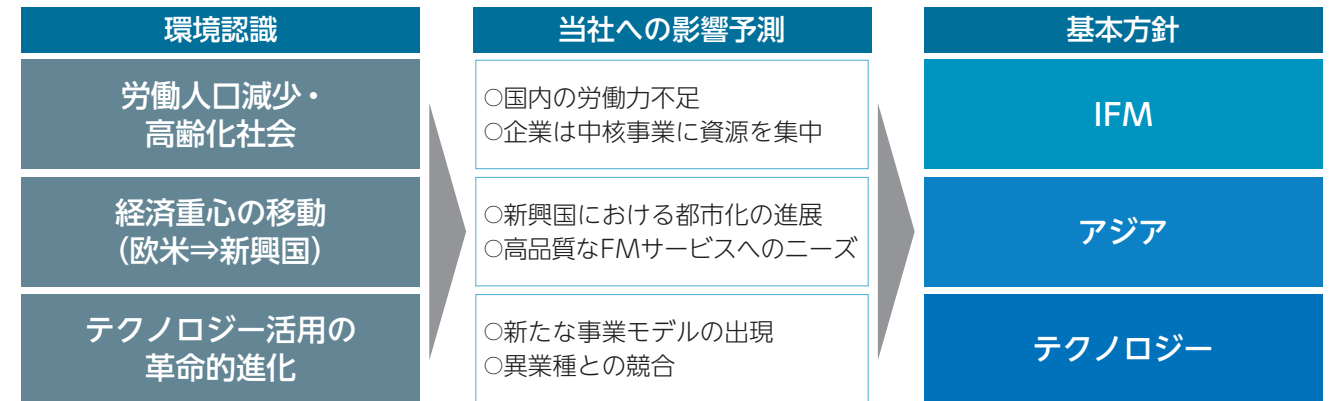 環境認識
当社への影響予測
基本方針
労働人口減少・
高齢化社会
○国内の労働力不足
○企業は中核事業に資源を集中
IFM
経済重心の移動
(欧米⇒新興国)
○新興国における都市化の進展
○高品質なFMサービスへのニーズ
アジア
テクノロジー活用の
革命的進化
○新たな事業モデルの出現
○異業種との競合
テクノロジー